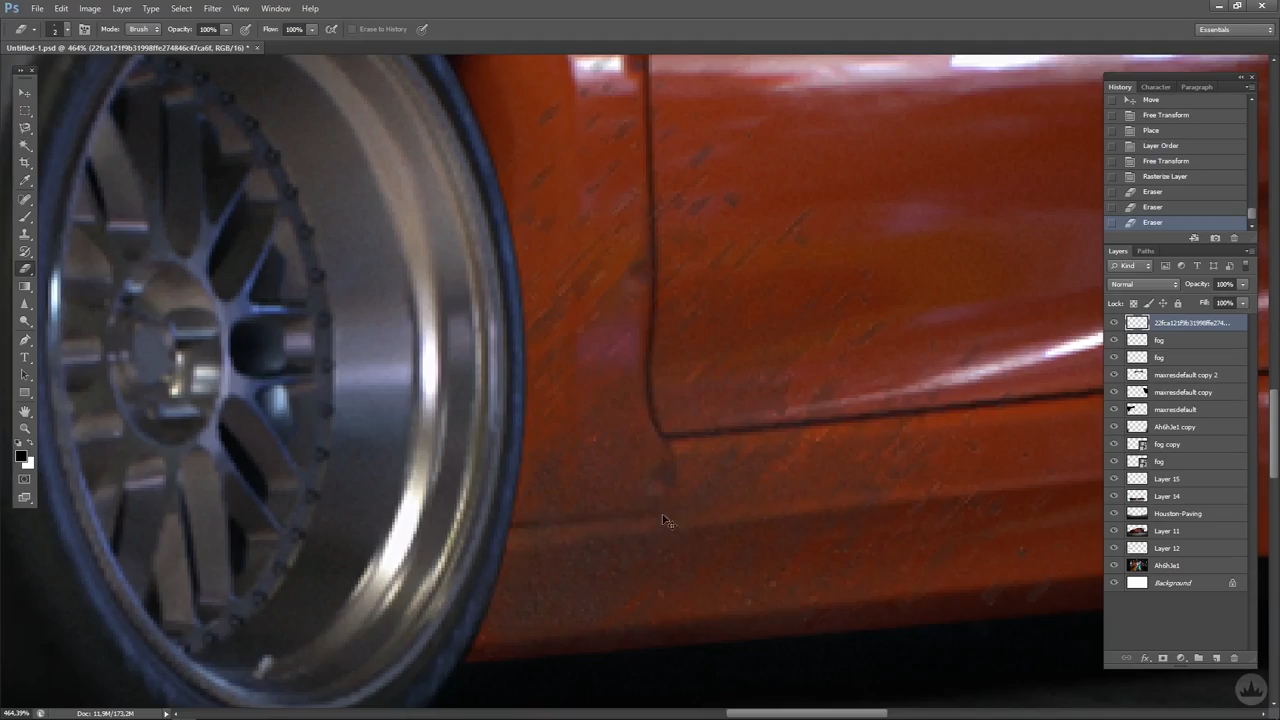 Ps File Edit Image Layer Type Select Filter View Window Help
2 Mode: Brush Opacity: 100% Flow: 100% Erase to History Essentials
Untitled-1.psd @ 464% (22fca121f9b31998ffe274846c47ca6f, RGB/16) * ×
History Character Paragraph
Move
Free Transform
Place
Layer Order
Free Transform
Rasterize Layer
Eraser
Eraser
Eraser
Layers Paths
Kind
Normal Opacity: 100%
Lock: Fill: 100%
22fca121f9b31998ffe274...
fog
fog
maxresdefault copy 2
maxresdefault copy
maxresdefault
Ah6hJe1 copy
fog copy
fog
Layer 15
Layer 14
Houston-Paving
Layer 11
Layer 12
Ah6hJe1
Background
464,39% Doc: 11,9M/173,2M